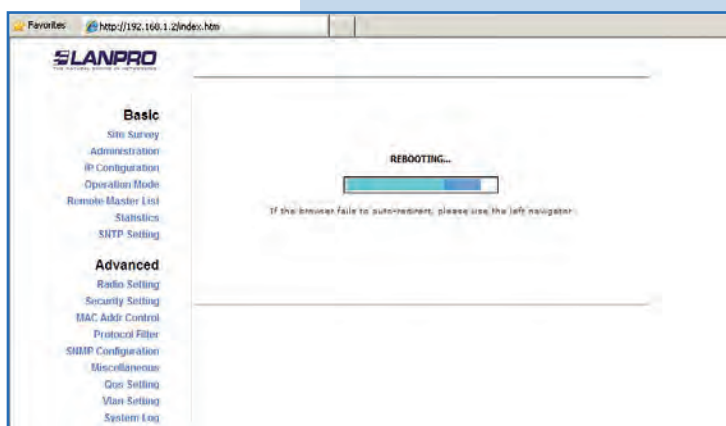 Favorites
http://192.168.1.2/index.htm
LANPRO
Basic
Site Survey
Administration
IP Configuration
Operation Mode
Remote Master List
Statistics
SNTP Setting
REBOOTING...
If the browser fails to auto-redirect, please use the left navigator
Advanced
Radio Setting
Security Setting
MAC Addr Control
Protocol Filter
SNMP Configuration
Miscellaneous
Qos Setting
Vlan Setting
System Log